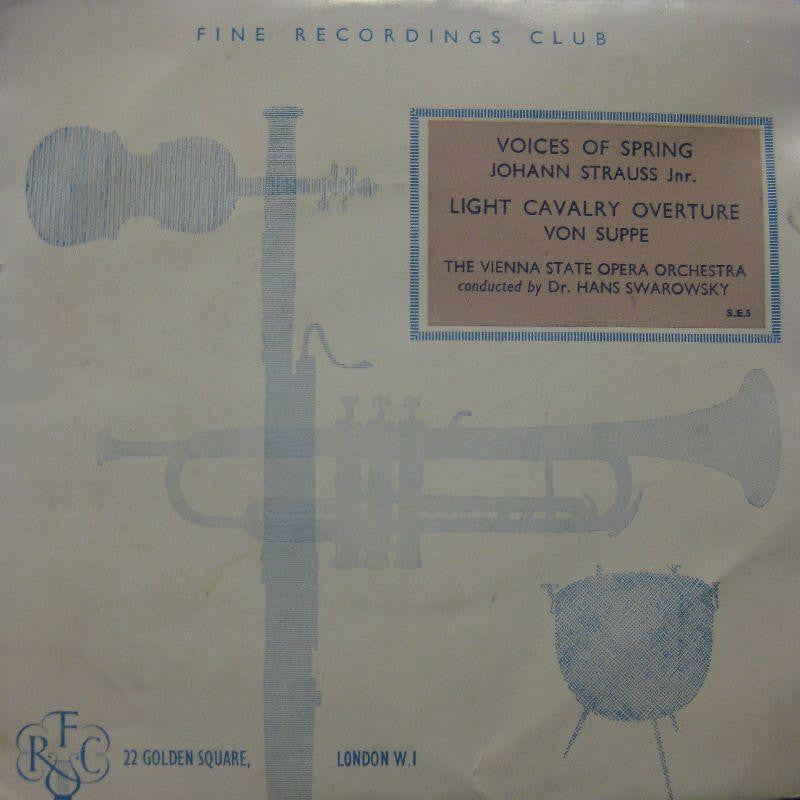 FINE RECORDINGS CLUB
VOICES OF SPRING
JOHANN STRAUSS Jnr.
LIGHT CAVALRY OVERTURE
VON SUPPE
THE VIENNA STATE OPERA ORCHESTRA
conducted by Dr. HANS SWAROWSKY
S.E.5
F
R C
22 GOLDEN SQUARE, LONDON W.1